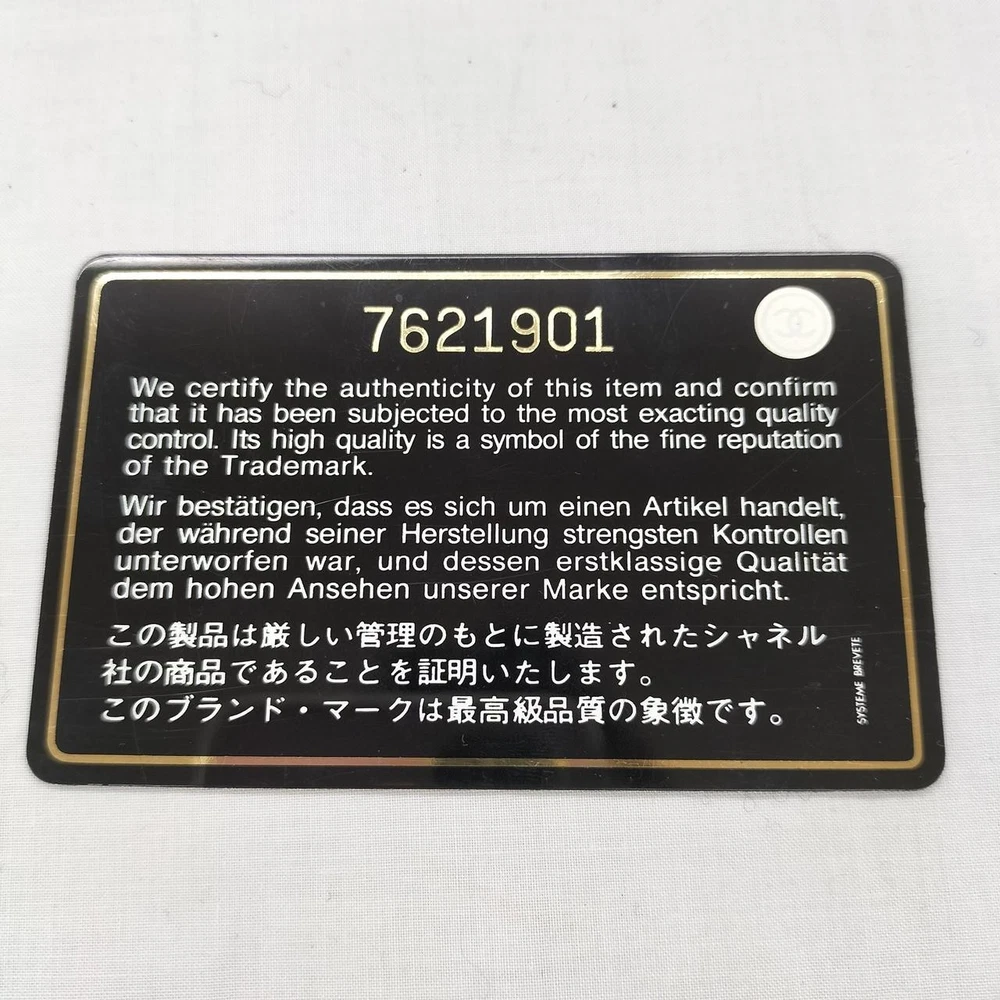 7621901
We certify the authenticity of this item and confirm
that it has been subjected to the most exacting quality
control. Its high quality is a symbol of the fine reputation
of the Trademark.
Wir bestätigen, dass es sich um einen Artikel handelt,
der während seiner Herstellung strengsten Kontrollen
unterworfen war, und dessen erstklassige Qualität
dem hohen Ansehen unserer Marke entspricht.
この製品は厳しい管理のもとに製造されたシャネル
社の商品であることを証明いたします。
このブランド・マークは最高級品質の象徴です。
SYSTEME BREVETE